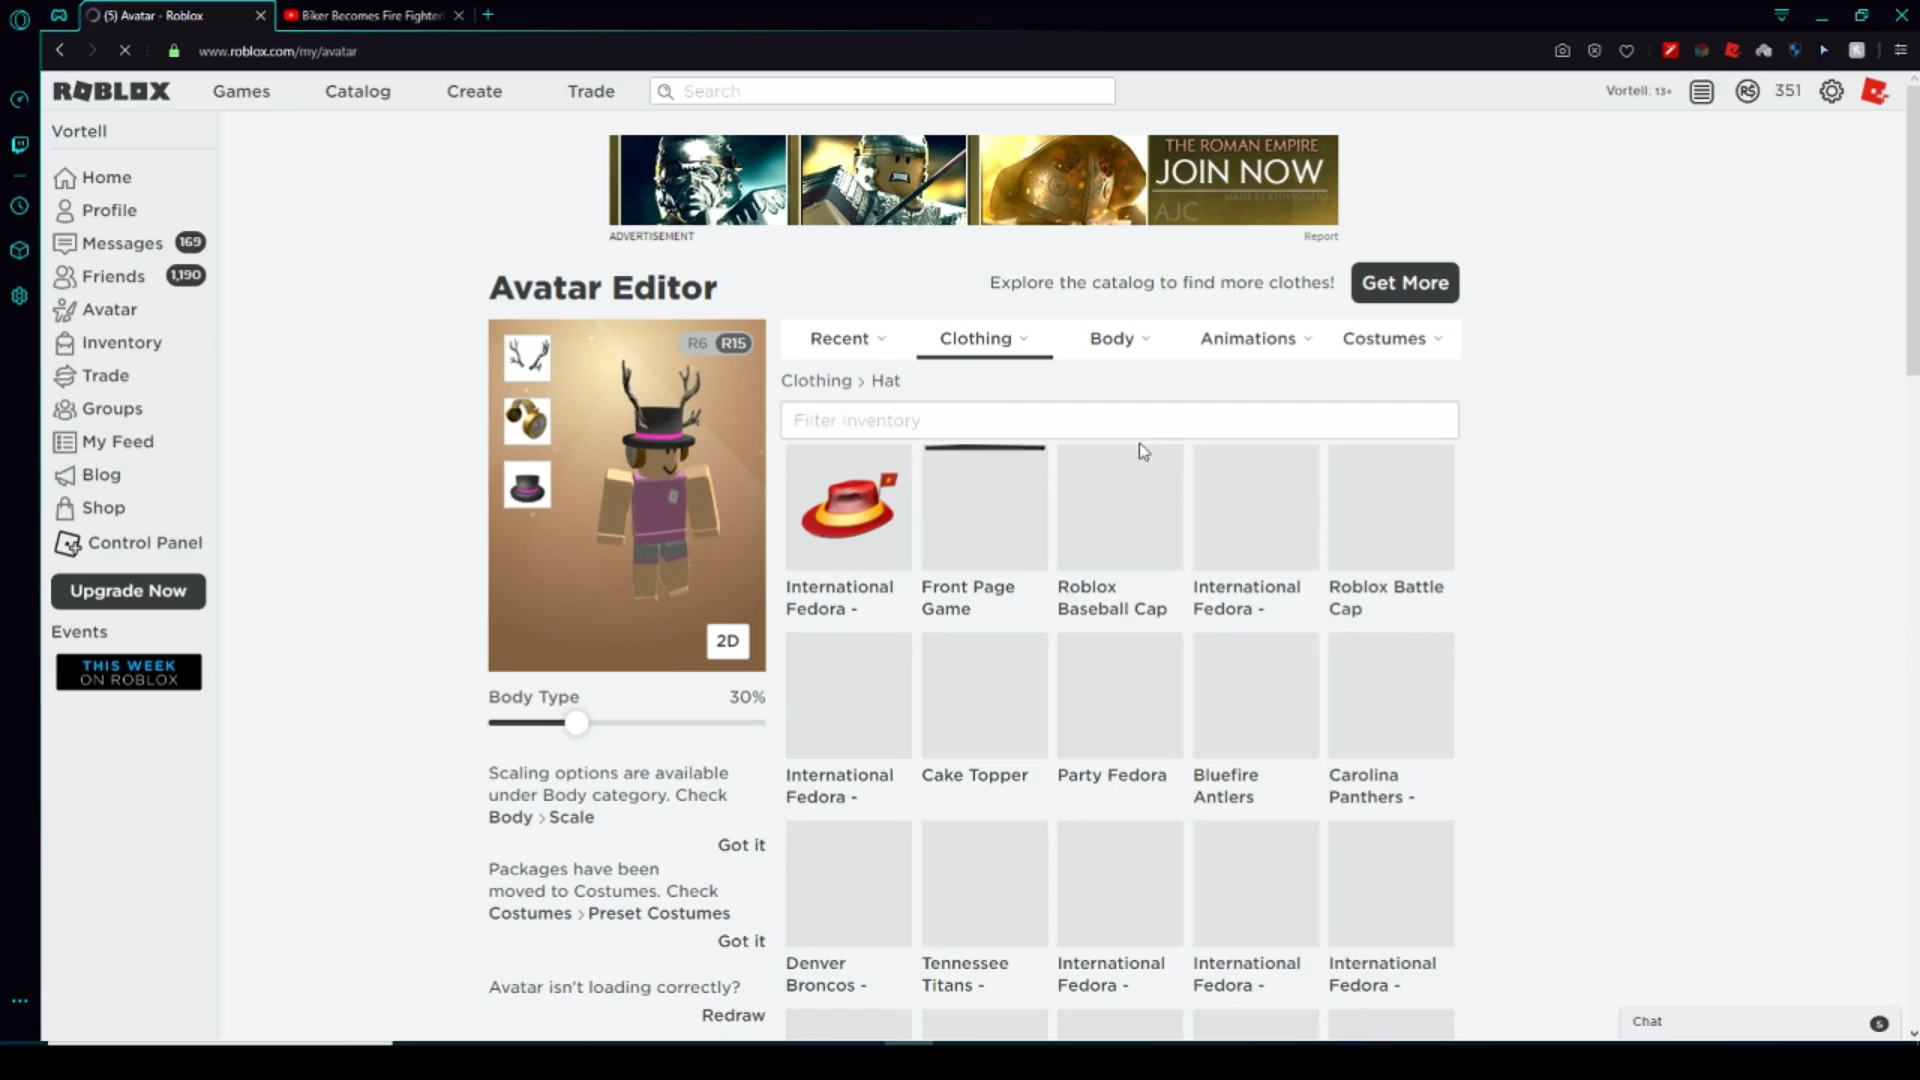 (5) Avatar - Roblox
Biker Becomes Fire Fighter
www.roblox.com/my/avatar
ROBLOX
Games
Catalog
Create
Trade
Search
Vortell: 13+
R$
351
Vortell
Home
Profile
Messages 169
Friends 1,190
Avatar
Inventory
Trade
Groups
My Feed
Blog
Shop
Control Panel
Upgrade Now
Events
THIS WEEK
ON ROBLOX
THE ROMAN EMPIRE
JOIN NOW
AJC
ADVERTISEMENT
Report
Avatar Editor
Explore the catalog to find more clothes!
Get More
R6 R15
2D
Body Type 30%
Scaling options are available
under Body category. Check
Body > Scale
Got it
Packages have been
moved to Costumes. Check
Costumes > Preset Costumes
Got it
Avatar isn't loading correctly?
Redraw
Recent
Clothing
Body
Animations
Costumes
Clothing > Hat
Filter inventory
International
Fedora -
Front Page
Game
Roblox
Baseball Cap
International
Fedora -
Roblox Battle
Cap
International
Fedora -
Cake Topper
Party Fedora
Bluefire
Antlers
Carolina
Panthers -
Denver
Broncos -
Tennessee
Titans -
International
Fedora -
International
Fedora -
International
Fedora -
Chat
5